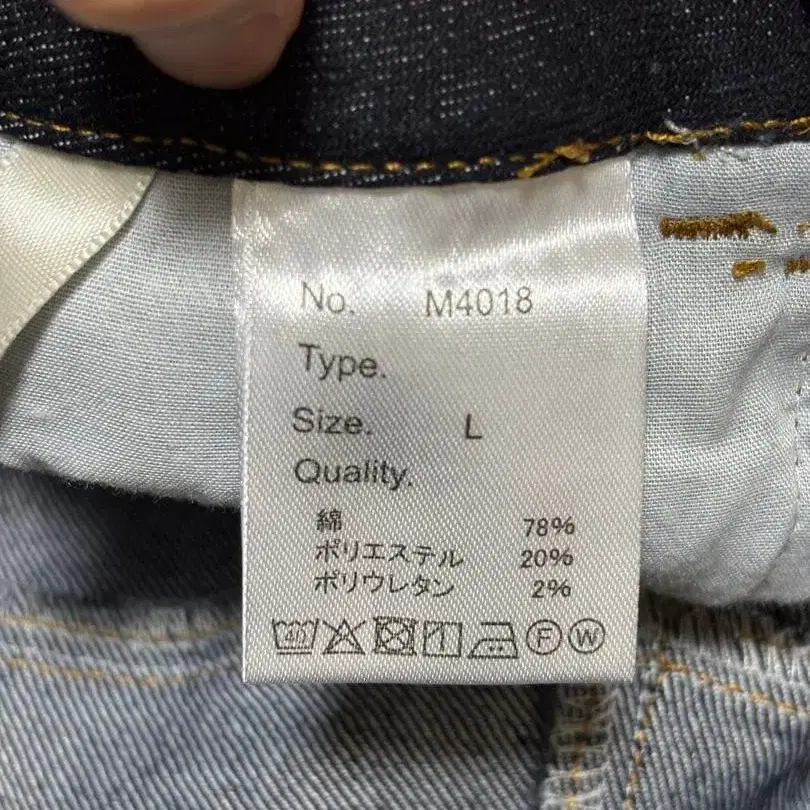 No. M4018
Type.
Size. L
Quality.
綿 78%
ポリエステル 20%
ポリウレタン 2%
40 F W